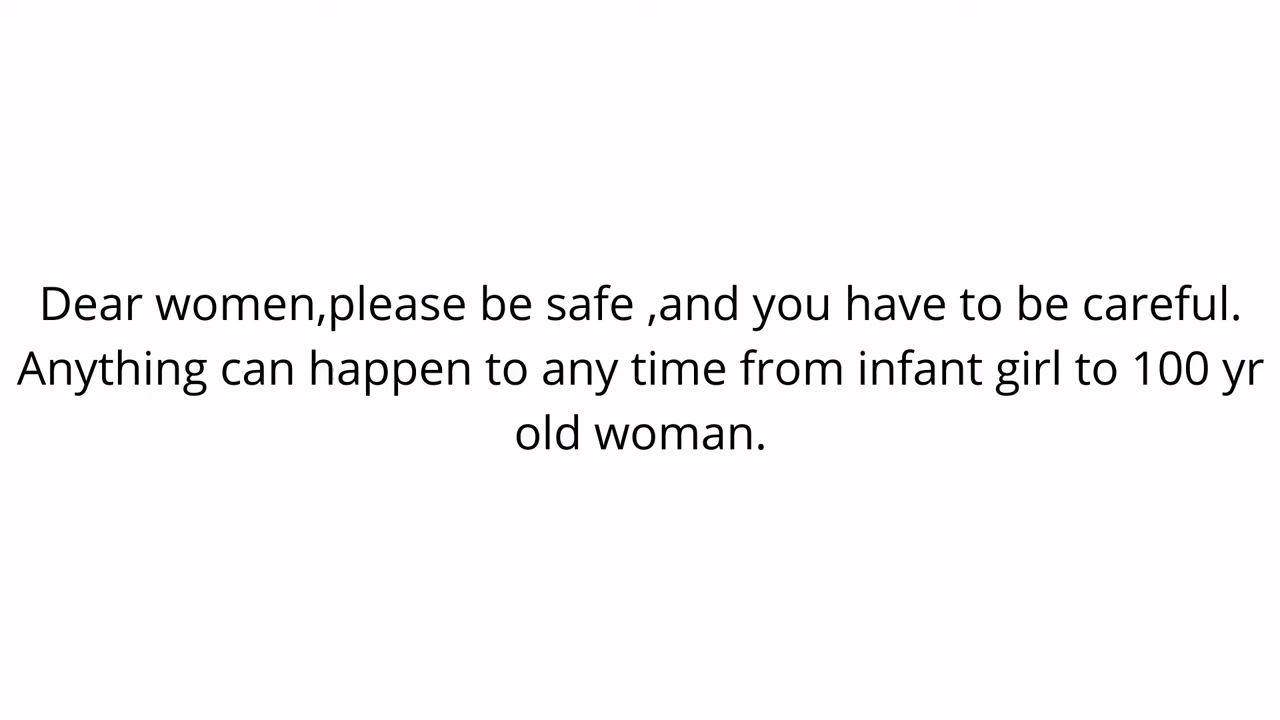 Dear women,please be safe ,and you have to be careful.
Anything can happen to any time from infant girl to 100 yr
old woman.